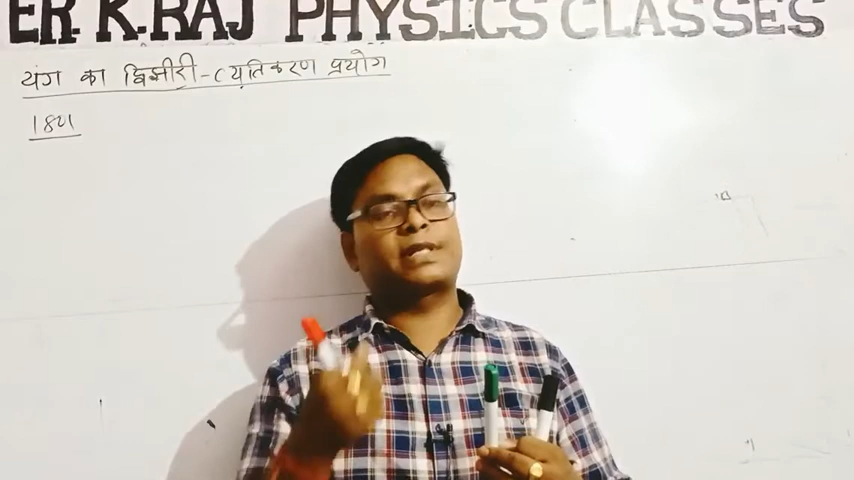 ER. K.RAJ PHYSICS CLASSES
यंग का द्विझीरी-व्यतिकरण प्रयोग
1801